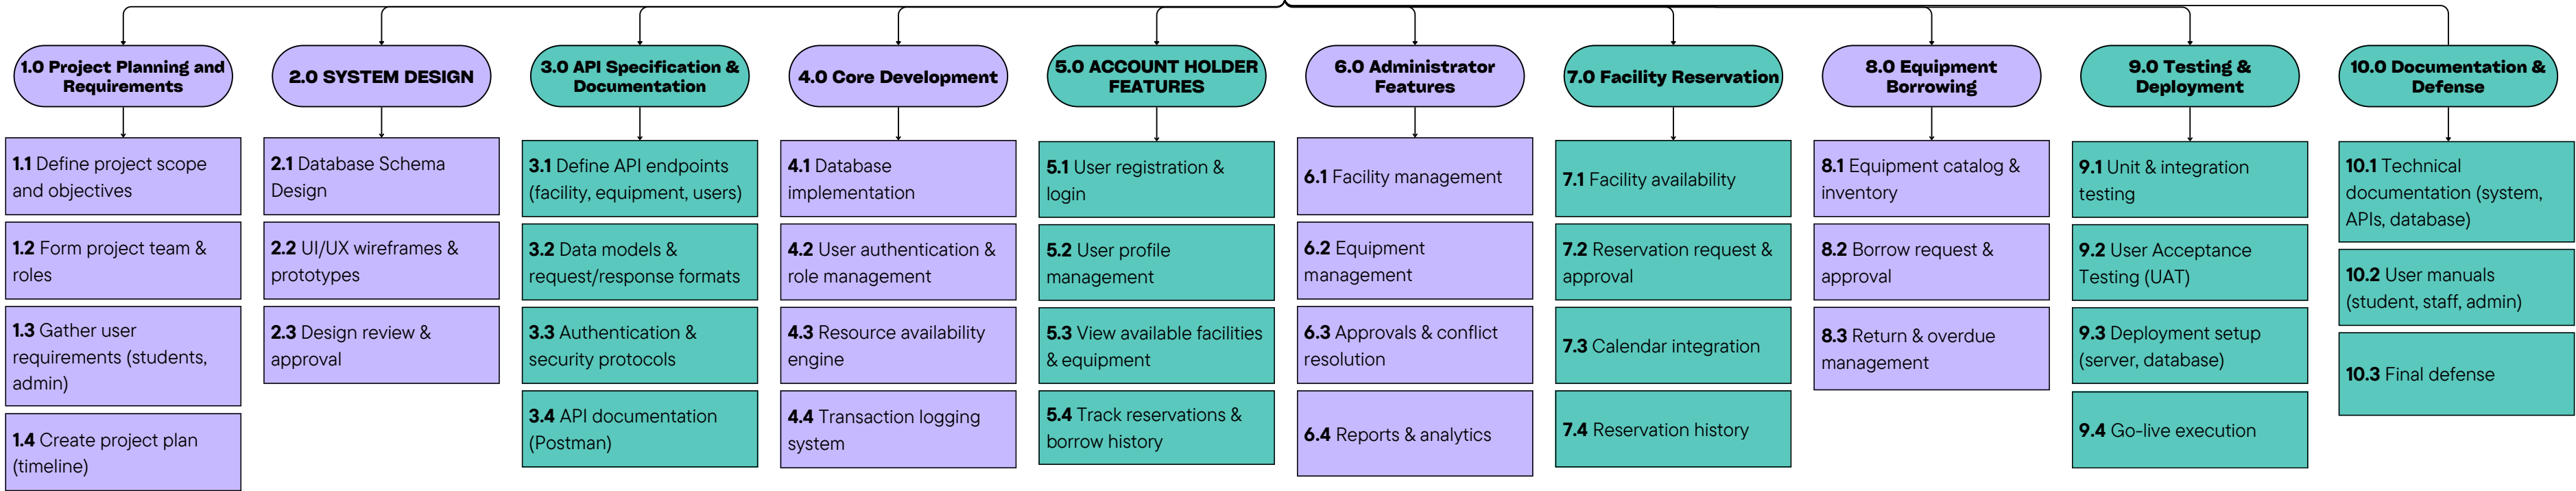 1.0 Project Planning and
Requirements
1.1 Define project scope
and objectives
1.2 Form project team &
roles
1.3 Gather user
requirements (students,
admin)
1.4 Create project plan
(timeline)
2.0 SYSTEM DESIGN
2.1 Database Schema
Design
2.2 UI/UX wireframes &
prototypes
2.3 Design review &
approval
3.0 API Specification &
Documentation
3.1 Define API endpoints
(facility, equipment, users)
3.2 Data models &
request/response formats
3.3 Authentication &
security protocols
3.4 API documentation
(Postman)
4.0 Core Development
4.1 Database
implementation
4.2 User authentication &
role management
4.3 Resource availability
engine
4.4 Transaction logging
system
5.0 ACCOUNT HOLDER
FEATURES
5.1 User registration &
login
5.2 User profile
management
5.3 View available facilities
& equipment
5.4 Track reservations &
borrow history
6.0 Administrator
Features
6.1 Facility management
6.2 Equipment
management
6.3 Approvals & conflict
resolution
6.4 Reports & analytics
7.0 Facility Reservation
7.1 Facility availability
7.2 Reservation request &
approval
7.3 Calendar integration
7.4 Reservation history
8.0 Equipment
Borrowing
8.1 Equipment catalog &
inventory
8.2 Borrow request &
approval
8.3 Return & overdue
management
9.0 Testing &
Deployment
9.1 Unit & integration
testing
9.2 User Acceptance
Testing (UAT)
9.3 Deployment setup
(server, database)
9.4 Go-live execution
10.0 Documentation &
Defense
10.1 Technical
documentation (system,
APIs, database)
10.2 User manuals
(student, staff, admin)
10.3 Final defense